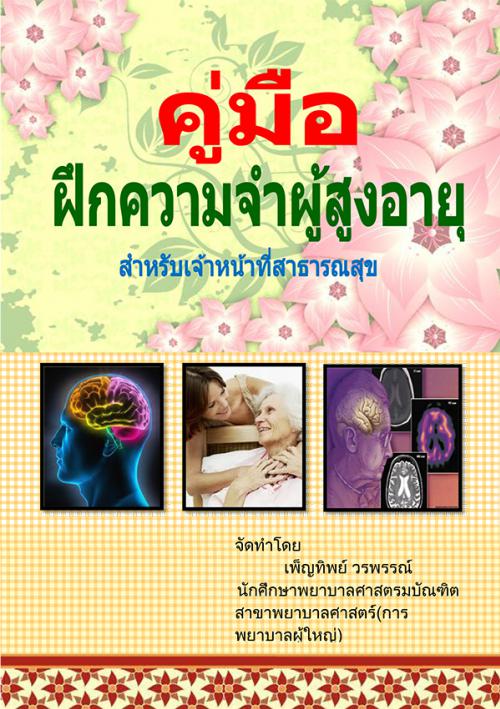 คู่มือ
ฝึกความจำผู้สูงอายุ
สำหรับเจ้าหน้าที่สาธารณสุข
จัดทำโดย
เพ็ญทิพย์ วรพรรณ์
นักศึกษาพยาบาลศาสตรมบัณฑิต
สาขาพยาบาลศาสตร์(การ
พยาบาลผู้ใหญ่)